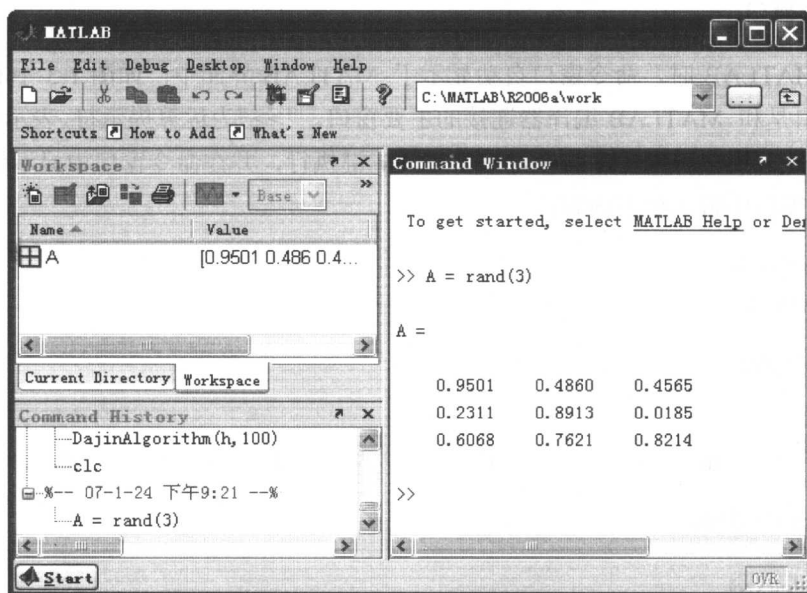 MATLAB
File Edit Debug Desktop Window Help
C:\MATLAB\R2006a\work
...
Shortcuts How to Add What's New
Workspace
Base
Name Value
A [0.9501 0.486 0.4...
Current Directory Workspace
Command History
DajinAlgorithm(h, 100)
clc
%-- 07-1-24 下午9:21 --%
A = rand(3)
Command Window
To get started, select MATLAB Help or
>> A = rand(3)
A =
0.9501 0.4860 0.4565
0.2311 0.8913 0.0185
0.6068 0.7621 0.8214
>>
Start
OVR